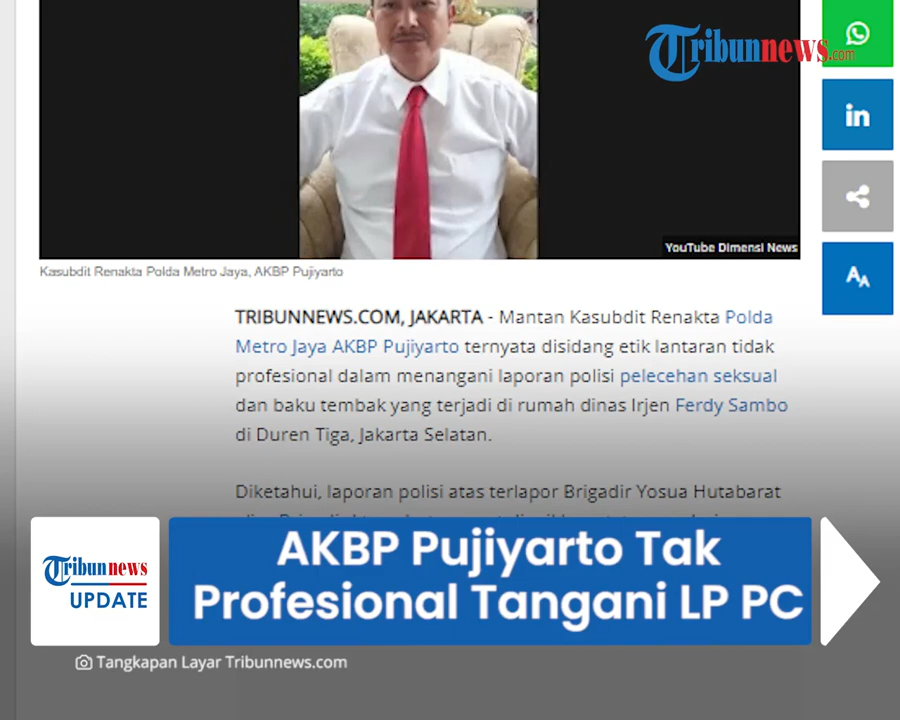 Tribunnews.com
YouTube Dimensi News
Kasubdit Renakta Polda Metro Jaya, AKBP Pujiyarto
in
AA
TRIBUNNEWS.COM, JAKARTA - Mantan Kasubdit Renakta Polda
Metro Jaya AKBP Pujiyarto ternyata disidang etik lantaran tidak
profesional dalam menangani laporan polisi pelecehan seksual
dan baku tembak yang terjadi di rumah dinas Irjen Ferdy Sambo
di Duren Tiga, Jakarta Selatan.
Diketahui, laporan polisi atas terlapor Brigadir Yosua Hutabarat
Tribunnews
UPDATE
AKBP Pujiyarto Tak
Profesional Tangani LP PC
Tangkapan Layar Tribunnews.com